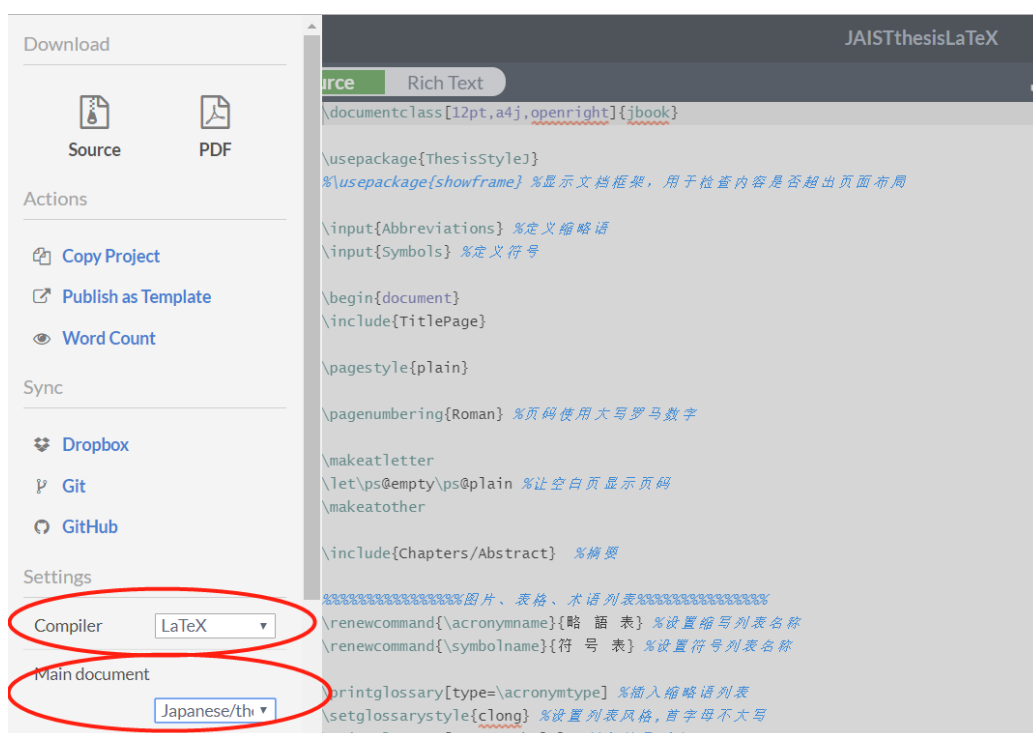 Download
Source
PDF
Actions
Copy Project
Publish as Template
Word Count
Sync
Dropbox
Git
GitHub
Settings
Compiler
LaTeX
Main document
Japanese/the
JAISTthesisLaTeX
urce
Rich Text
\documentclass[12pt,a4j,openright]{jbook}
\usepackage{ThesisStyleJ}
%\usepackage{showframe} %显示文档框架，用于检查内容是否超出页面布局
\input{Abbreviations} %定义缩略语
\input{Symbols} %定义符号
\begin{document}
\include{TitlePage}
\pagestyle{plain}
\pagenumbering{Roman} %页码使用大写罗马数字
\makeatletter
\let\ps@empty\ps@plain %让空白页显示页码
\makeatother
\include{Chapters/Abstract} %摘要
%%%%%%%%%%%%%%%%图片、表格、术语列表%%%%%%%%%%%%%%%
\renewcommand{\acronymname}{略 語 表} %设置缩写列表名称
\renewcommand{\symbolname}{符 号 表} %设置符号列表名称
\printglossary[type=\acronymtype] %插入缩略语列表
\setglossarystyle{clong} %设置列表风格,首字母不大写